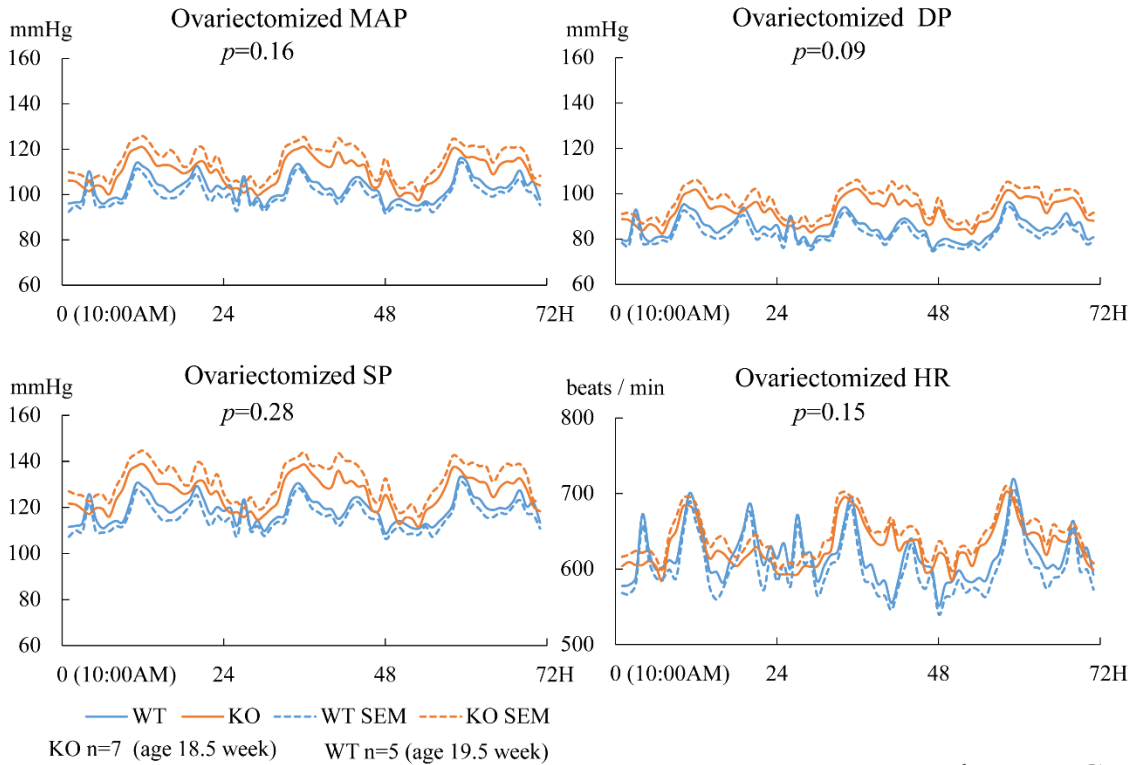 Ovariectomized MAP
mmHg
p=0.16
160
140
120
100
80
60
0 (10:00AM) 24 48 72H
Ovariectomized DP
mmHg
p=0.09
160
140
120
100
80
60
0 (10:00AM) 24 48 72H
Ovariectomized SP
mmHg
p=0.28
160
140
120
100
80
60
0 (10:00AM) 24 48 72H
Ovariectomized HR
beats / min
p=0.15
800
700
600
500
0 (10:00AM) 24 48 72H
WT KO WT SEM KO SEM
KO n=7 (age 18.5 week) WT n=5 (age 19.5 week)